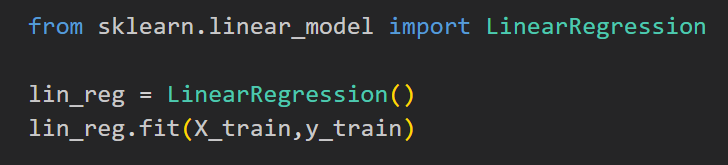 from sklearn.linear_model import LinearRegression
lin_reg = LinearRegression()
lin_reg.fit(X_train,y_train)